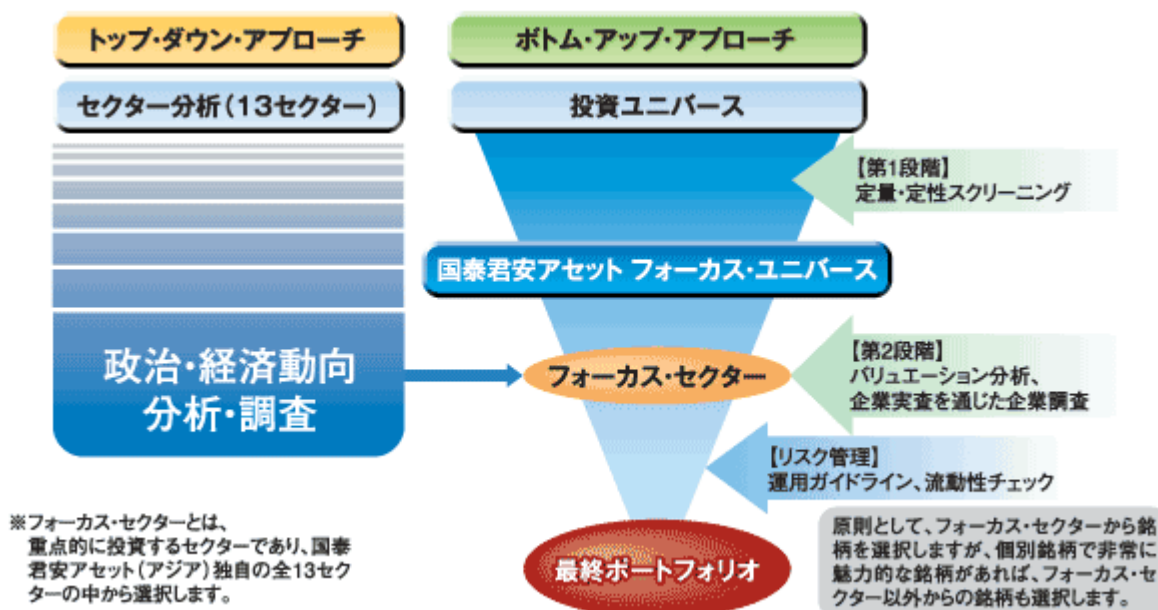 トップ・ダウン・アプローチ
セクター分析(13セクター)
政治・経済動向
分析・調査
ボトム・アップ・アプローチ
投資ユニバース
【第1段階】
定量・定性スクリーニング
国泰君安アセット フォーカス・ユニバース
フォーカス・セクター
【第2段階】
バリュエーション分析、
企業実査を通じた企業調査
【リスク管理】
運用ガイドライン、流動性チェック
最終ポートフォリオ
※フォーカス・セクターとは、
重点的に投資するセクターであり、国泰
君安アセット(アジア)独自の全13セク
ターの中から選択します。
原則として、フォーカス・セクターから銘
柄を選択しますが、個別銘柄で非常に
魅力的な銘柄があれば、フォーカス・セ
クター以外からの銘柄も選択します。